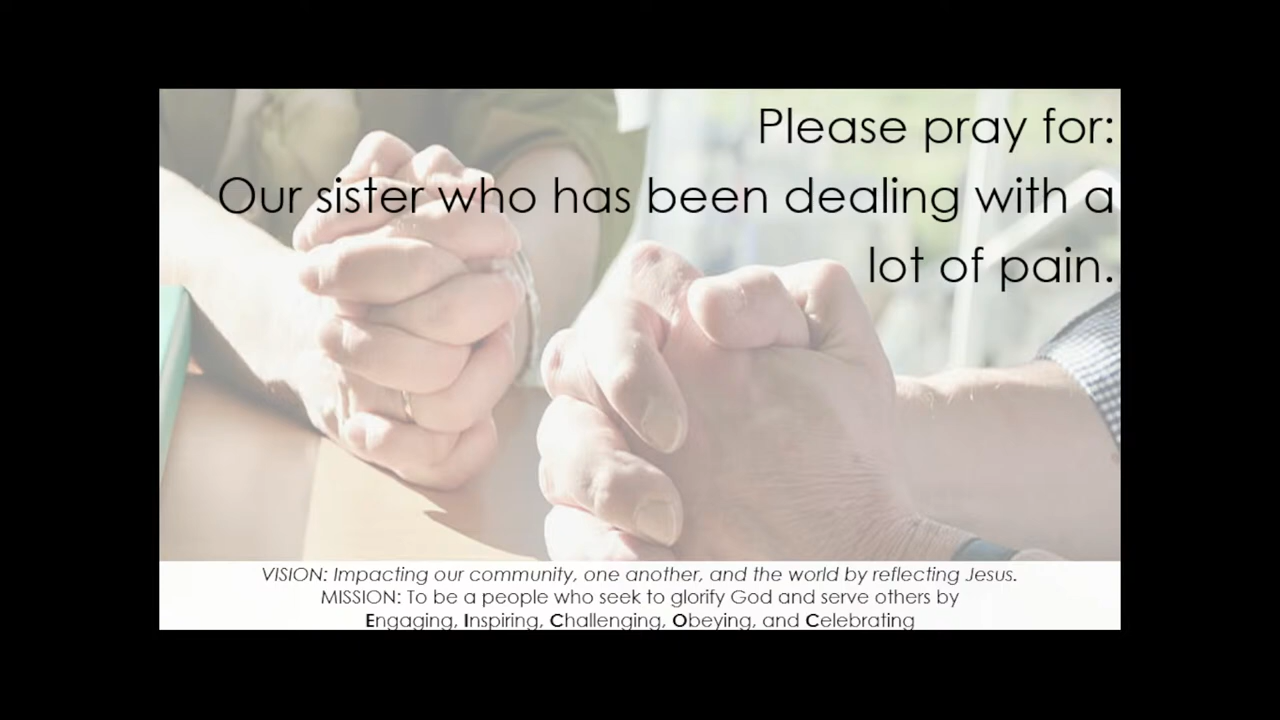 Please pray for:
Our sister who has been dealing with a
lot of pain.
VISION: Impacting our community, one another, and the world by reflecting Jesus.
MISSION: To be a people who seek to glorify God and serve others by
Engaging, Inspiring, Challenging, Obeying, and Celebrating